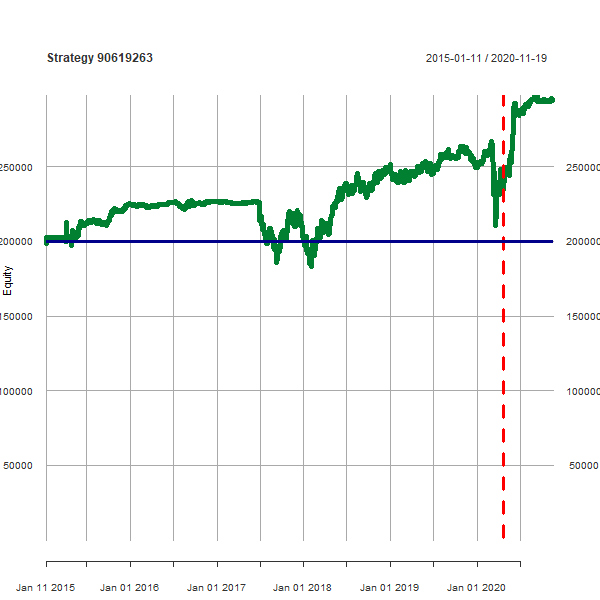 Strategy 90619263
2015-01-11 / 2020-11-19
250000
250000
200000
200000
Equity
150000
150000
100000
100000
50000
50000
Jan 11 2015
Jan 01 2016
Jan 01 2017
Jan 01 2018
Jan 01 2019
Jan 01 2020